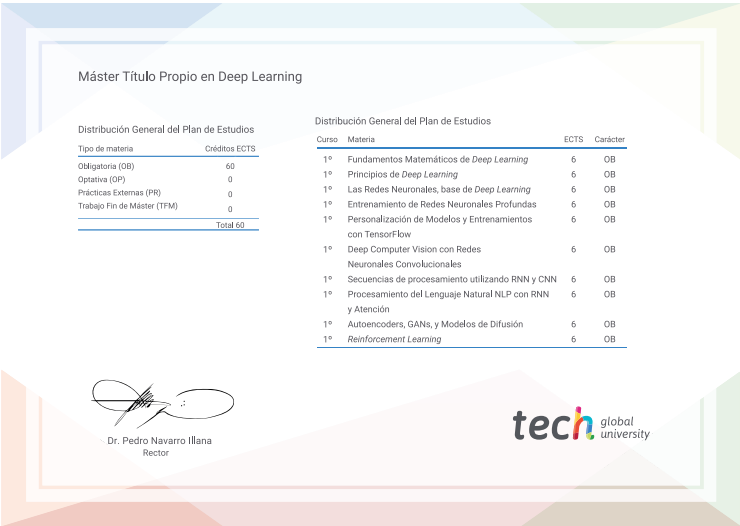 Máster Título Propio en Deep Learning
Distribución General del Plan de Estudios
Tipo de materia Créditos ECTS
Obligatoria (OB) 60
Optativa (OP) 0
Prácticas Externas (PR) 0
Trabajo Fin de Máster (TFM) 0
Total 60
Distribución General del Plan de Estudios
Curso Materia ECTS Carácter
1º Fundamentos Matemáticos de Deep Learning 6 OB
1º Principios de Deep Learning 6 OB
1º Las Redes Neuronales, base de Deep Learning 6 OB
1º Entrenamiento de Redes Neuronales Profundas 6 OB
1º Personalización de Modelos y Entrenamientos 6 OB
con TensorFlow
1º Deep Computer Vision con Redes 6 OB
Neuronales Convolucionales
1º Secuencias de procesamiento utilizando RNN y CNN 6 OB
1º Procesamiento del Lenguaje Natural NLP con RNN 6 OB
y Atención
1º Autoencoders, GANs, y Modelos de Difusión 6 OB
1º Reinforcement Learning 6 OB
Dr. Pedro Navarro Illana
Rector
tech global
university